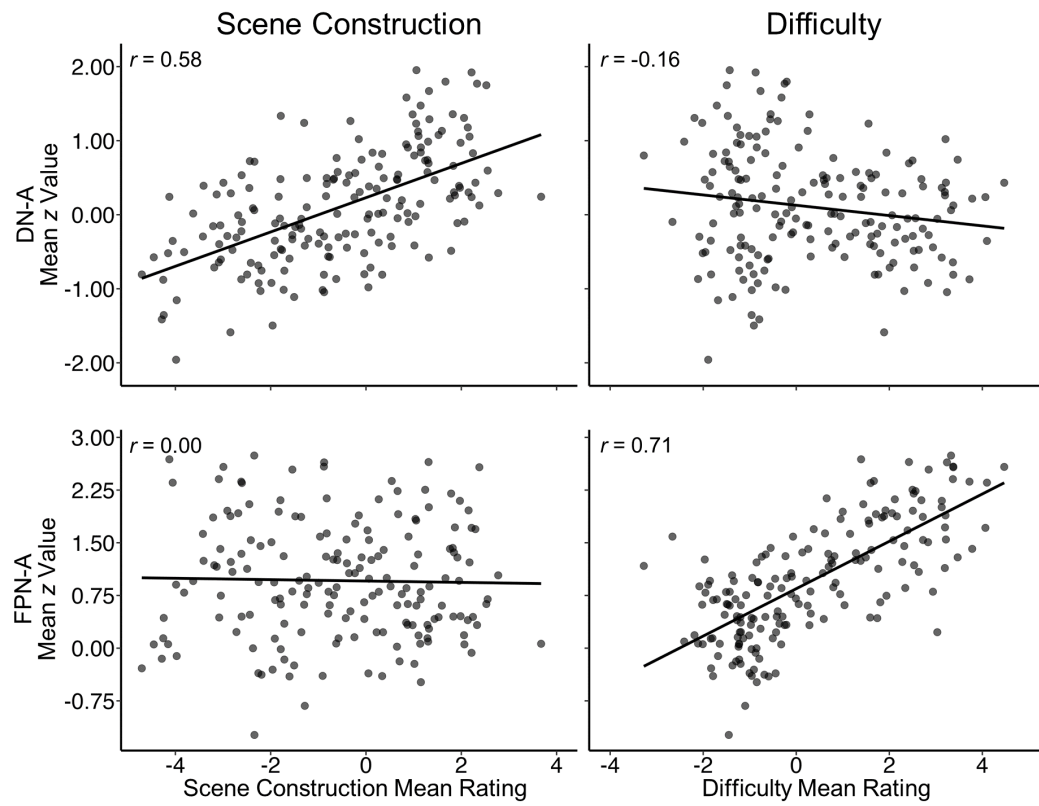 Scene Construction
Difficulty
r = 0.58
r = -0.16
2.00
1.00
0.00
-1.00
-2.00
DN-A
Mean z Value
r = 0.00
r = 0.71
3.00
2.25
1.50
0.75
0.00
-0.75
FPN-A
Mean z Value
-4 -2 0 2 4
-4 -2 0 2 4
Scene Construction Mean Rating
Difficulty Mean Rating